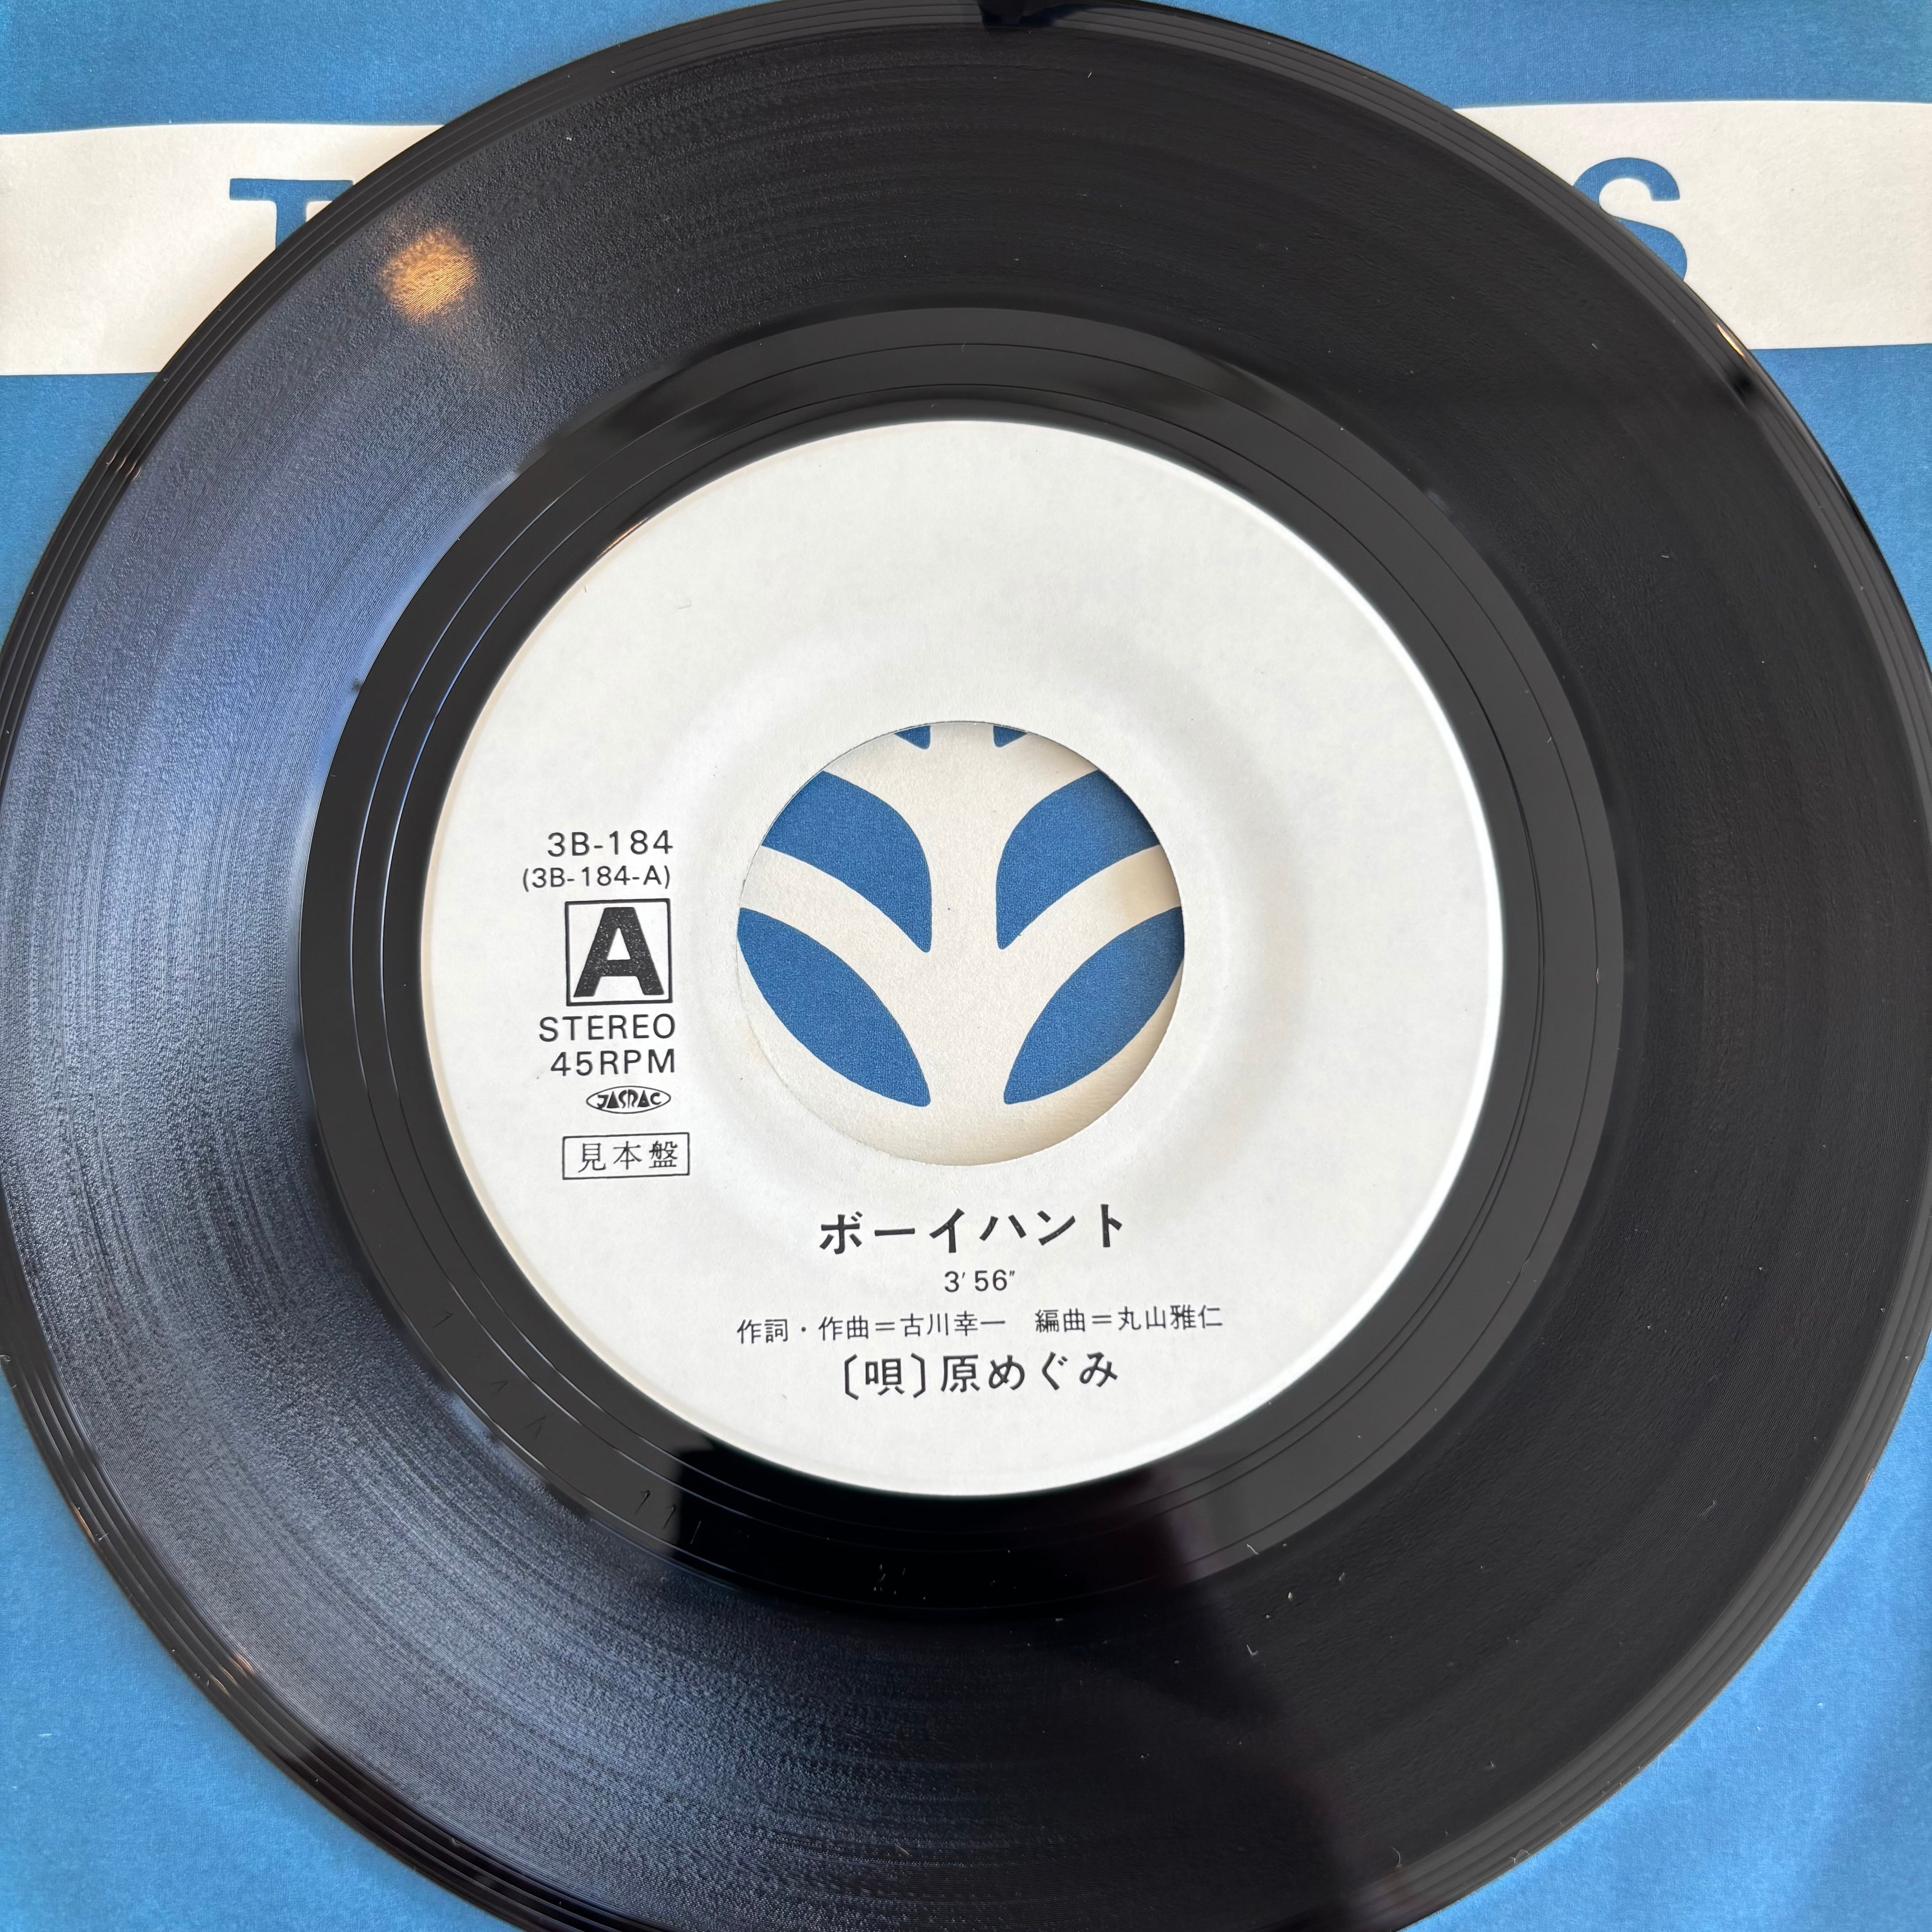 T
S
3B-184
(3B-184-A)
A
STEREO
45RPM
JASRAC
見本盤
ボーイハント
3′56″
作詞・作曲＝古川幸一　編曲＝丸山雅仁
〔唄〕原めぐみ